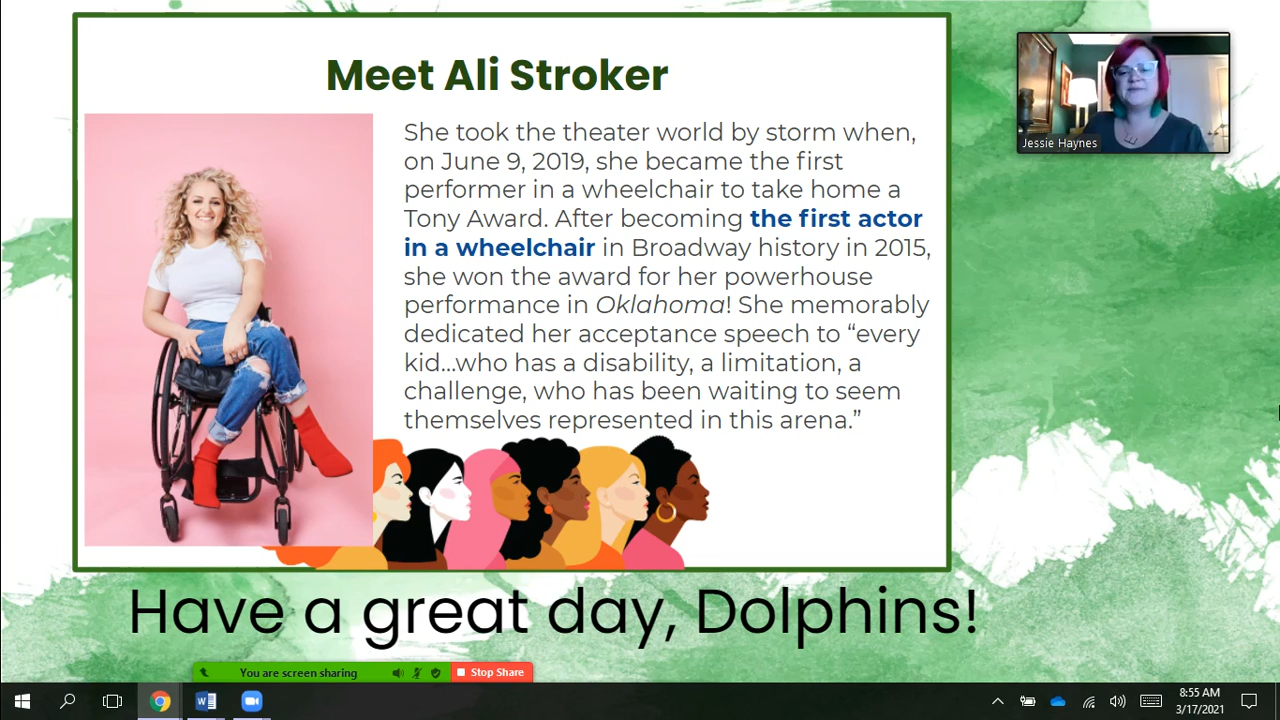 Meet Ali Stroker
She took the theater world by storm when,
on June 9, 2019, she became the first
performer in a wheelchair to take home a
Tony Award. After becoming the first actor
in a wheelchair in Broadway history in 2015,
she won the award for her powerhouse
performance in Oklahoma! She memorably
dedicated her acceptance speech to “every
kid...who has a disability, a limitation, a
challenge, who has been waiting to seem
themselves represented in this arena.”
Jessie Haynes
Have a great day, Dolphins!
You are screen sharing
Stop Share
8:55 AM
3/17/2021